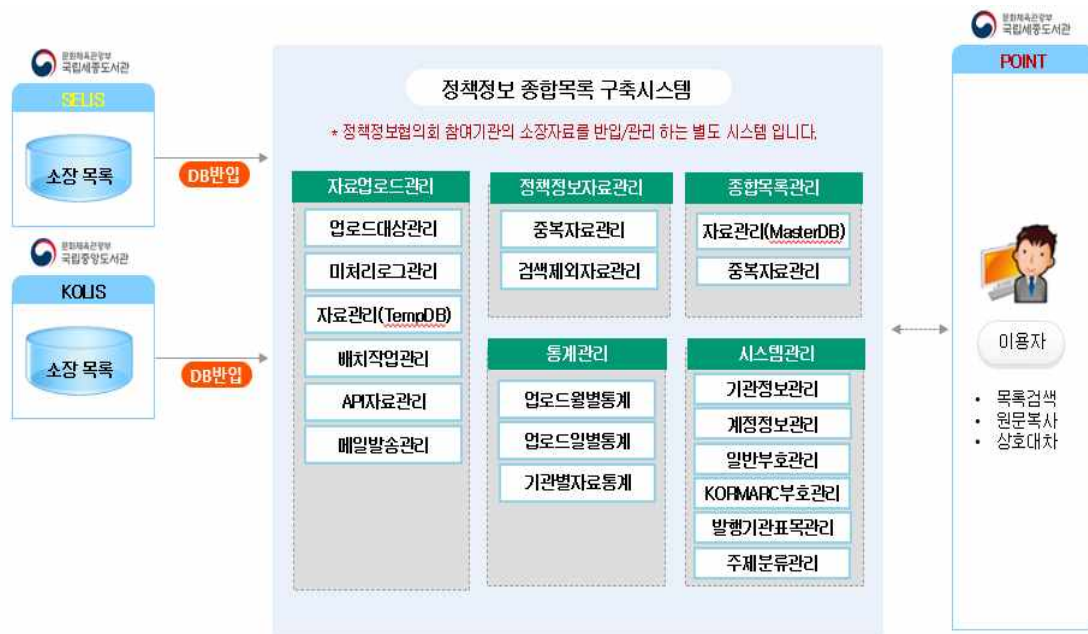 문화체육관광부
국립세종도서관
SELIS
소장 목록
DB반입
문화체육관광부
국립중앙도서관
KOLIS
소장 목록
DB반입
정책정보 종합목록 구축시스템
* 정책정보협의회 참여기관의 소장자료를 반입/관리 하는 별도 시스템 입니다.
자료업로드관리
업로드대상관리
미처리로그관리
자료관리(TempDB)
배치작업관리
API자료관리
메일발송관리
정책정보자료관리
중복자료관리
검색제외자료관리
종합목록관리
자료관리(MasterDB)
중복자료관리
통계관리
업로드월별통계
업로드일별통계
기관별자료통계
시스템관리
기관정보관리
계정정보관리
일반부호관리
KORMARC부호관리
발행기관표목관리
주제분류관리
문화체육관광부
국립세종도서관
POINT
이용자
• 목록검색
• 원문복사
• 상호대차